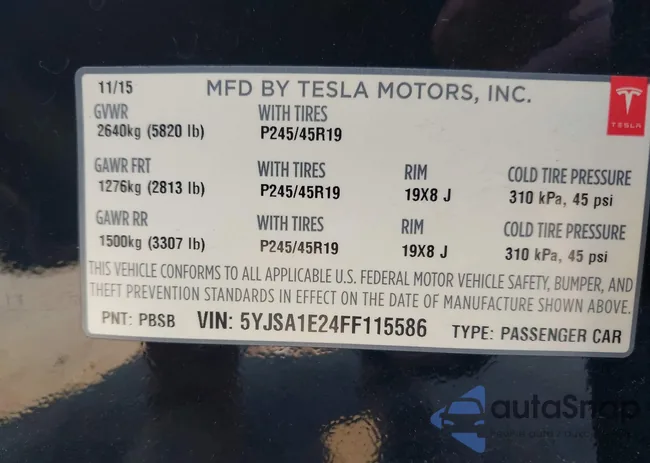 11/15 MFD BY TESLA MOTORS, INC.
TESLA
GVWR WITH TIRES
2640kg (5820 lb) P245/45R19
GAWR FRT WITH TIRES RIM COLD TIRE PRESSURE
1276kg (2813 lb) P245/45R19 19X8 J 310 kPa, 45 psi
GAWR RR WITH TIRES RIM COLD TIRE PRESSURE
1500kg (3307 lb) P245/45R19 19X8 J 310 kPa, 45 psi
THIS VEHICLE CONFORMS TO ALL APPLICABLE U.S. FEDERAL MOTOR VEHICLE SAFETY, BUMPER, AND
THEFT PREVENTION STANDARDS IN EFFECT ON THE DATE OF MANUFACTURE SHOWN ABOVE.
PNT: PBSB VIN: 5YJSA1E24FF115586 TYPE: PASSENGER CAR
autoSnap